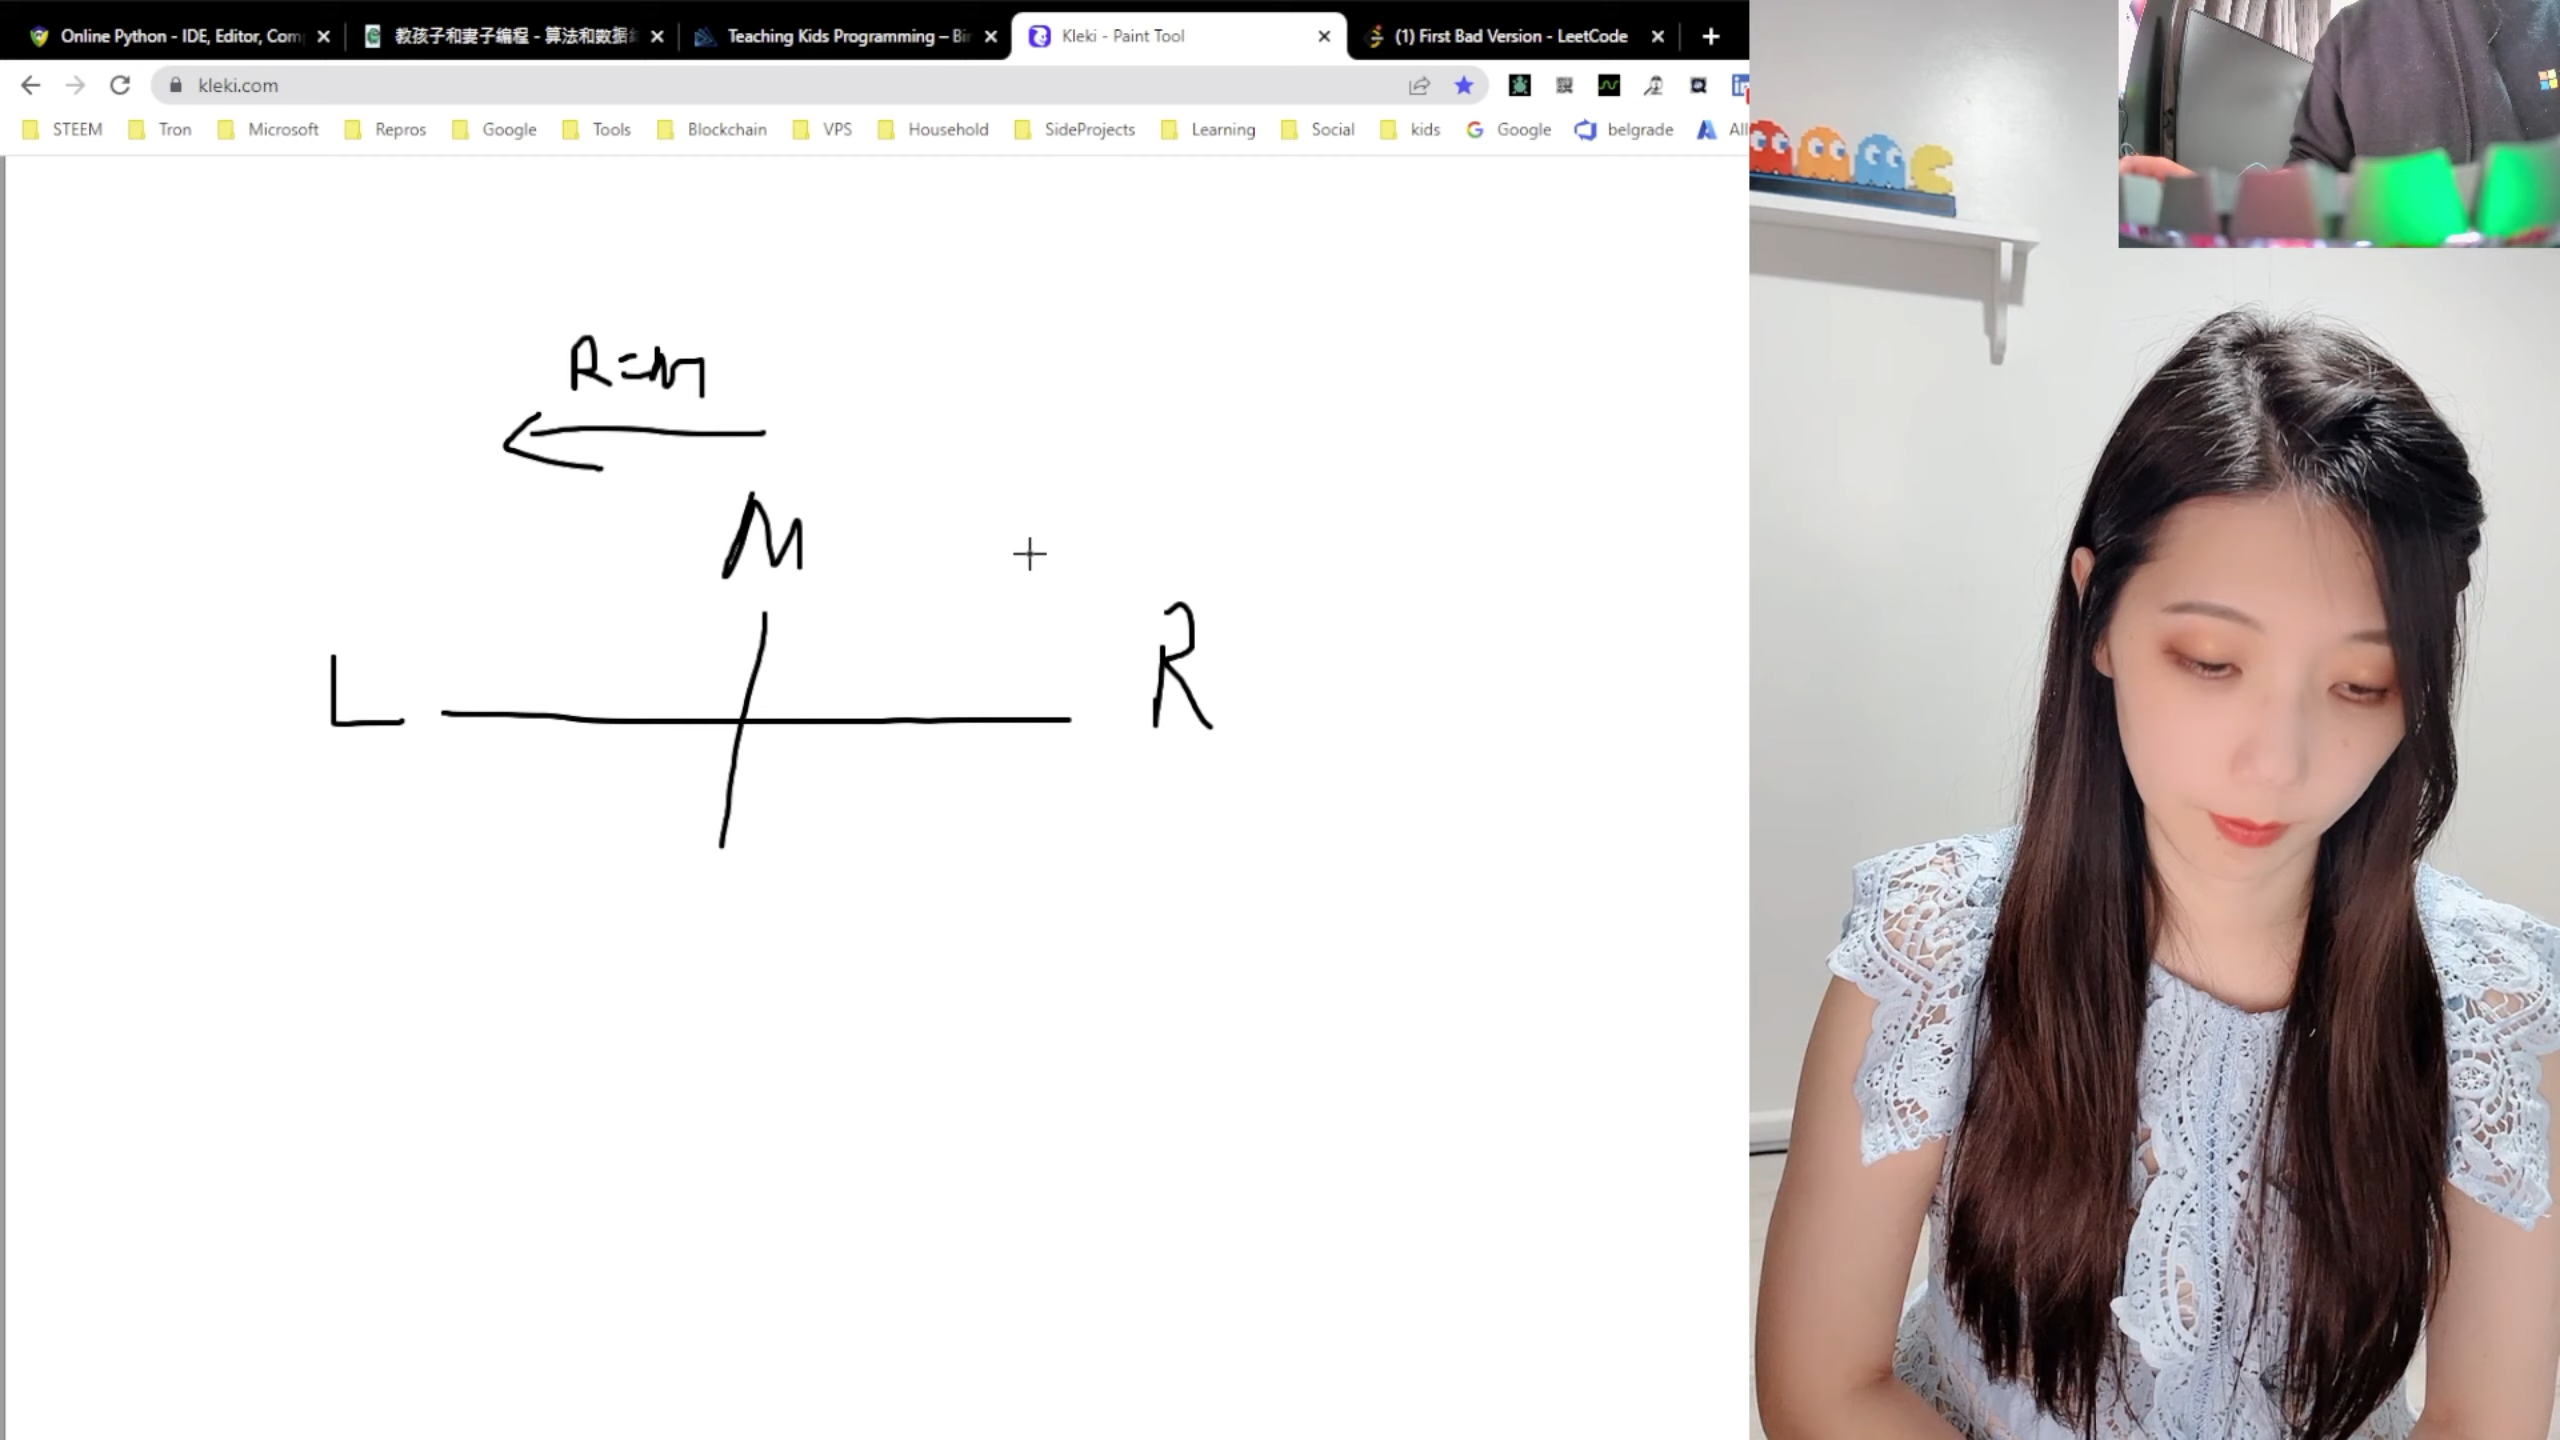 Online Python - IDE, Editor, Com
教孩子和妻子編程 - 算法和数据
Teaching Kids Programming – Bi
Kleki - Paint Tool
(1) First Bad Version - LeetCode
kleki.com
STEEM Tron Microsoft Repros Google Tools Blockchain VPS Household SideProjects Learning Social kids Google belgrade All
R=M
M
L
R